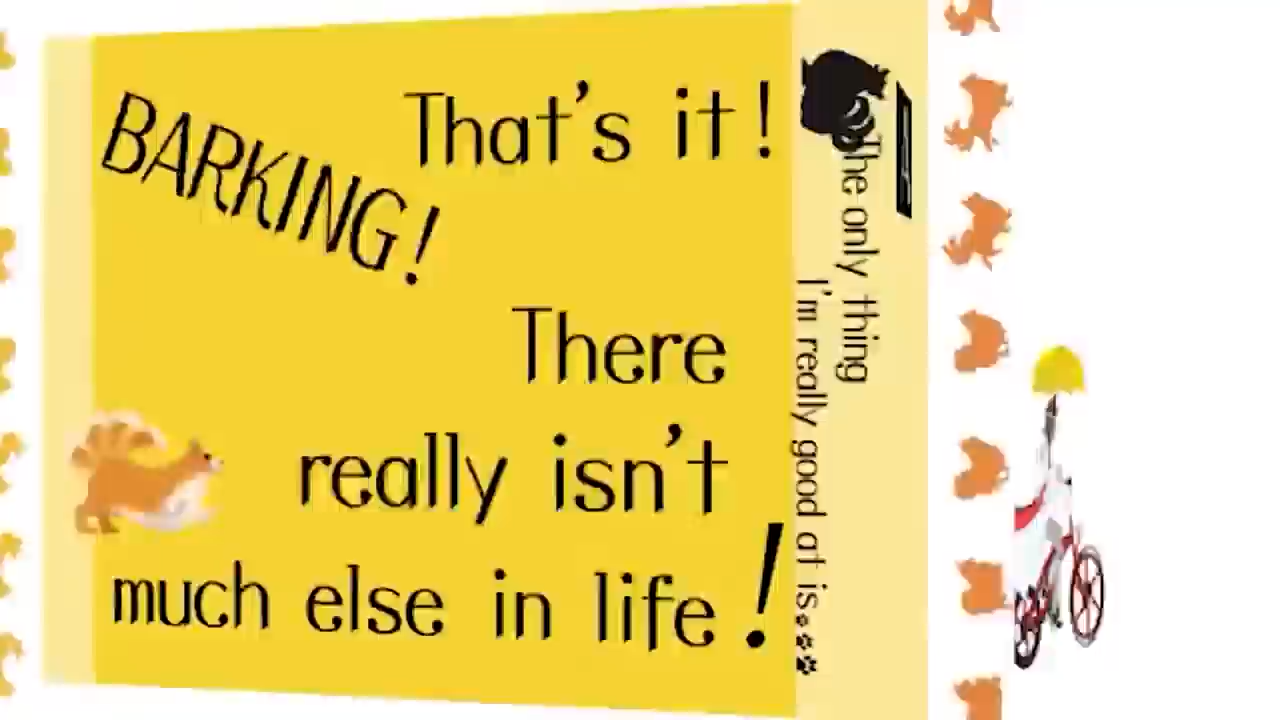 BARKING!
That's it!
There
really isn't
much else in life!
The only thing
I'm really good at is...